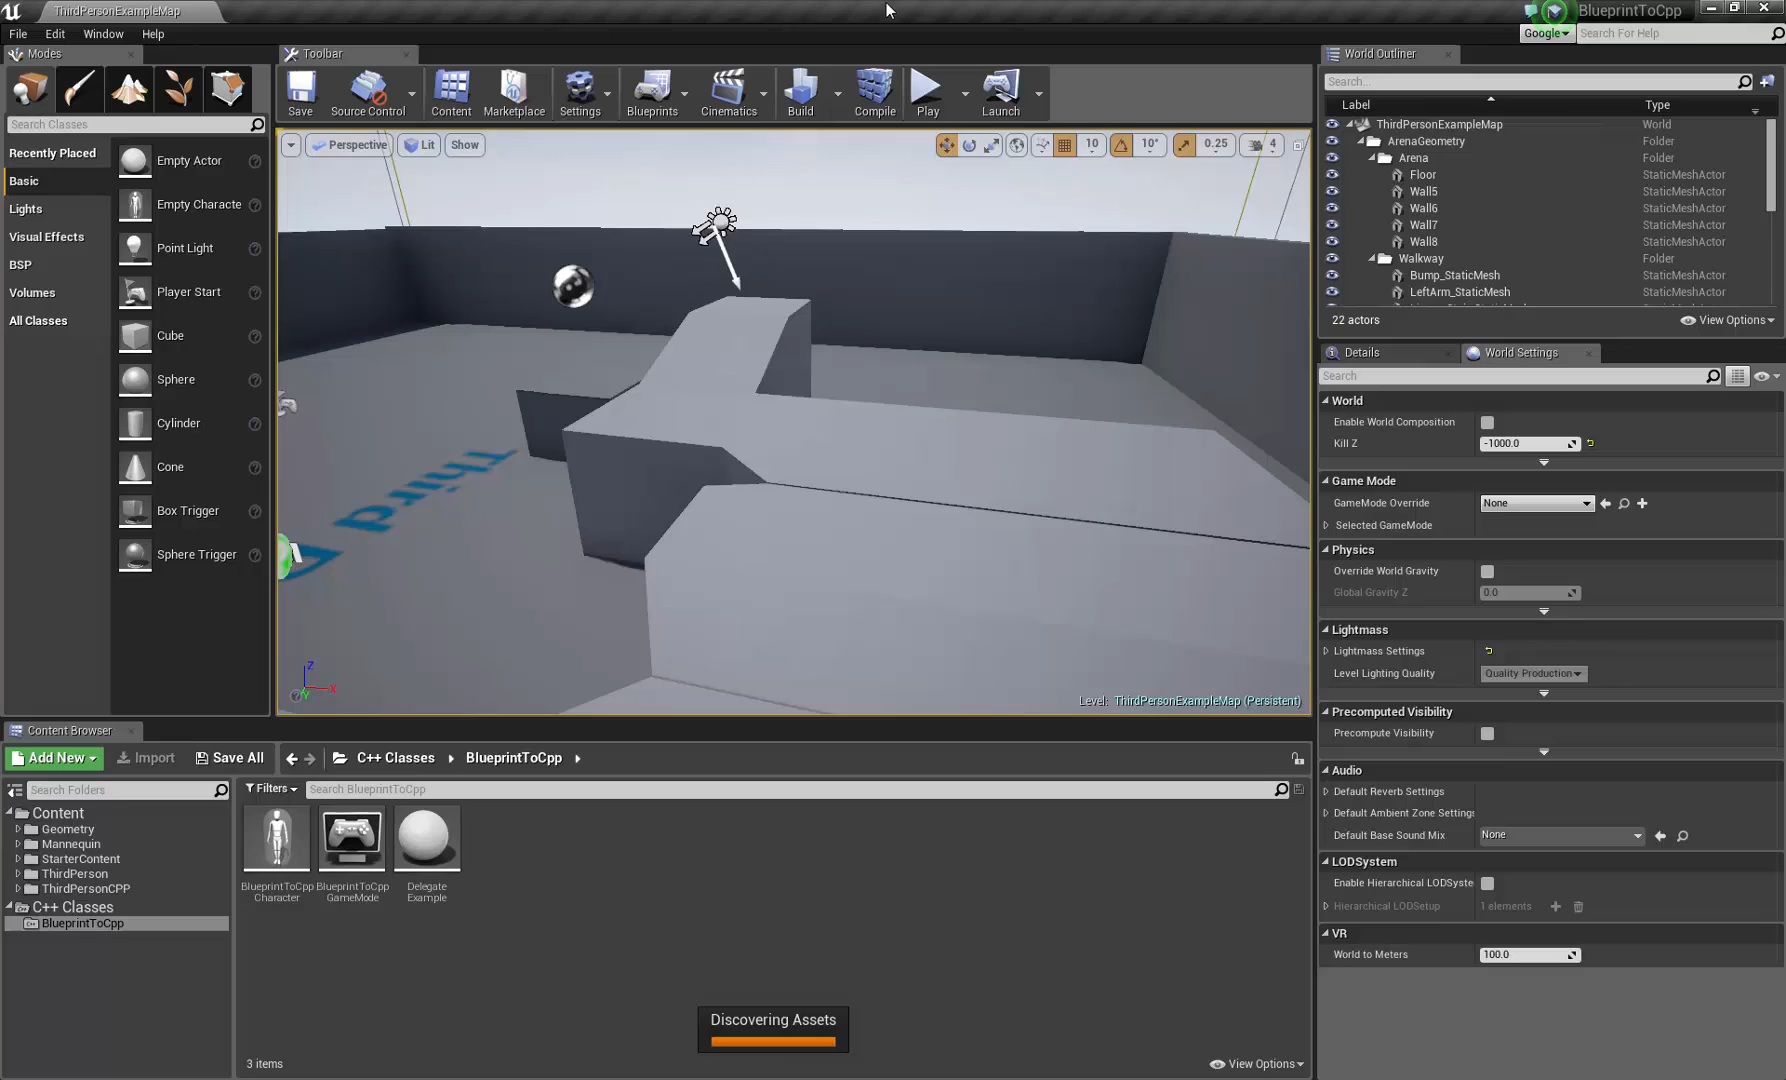 ThirdPersonExampleMap
BlueprintToCpp
File
Edit
Window
Help
Google
Search For Help
Modes
Toolbar
World Outliner
Save
Source Control
Content
Marketplace
Settings
Blueprints
Cinematics
Build
Compile
Play
Launch
Search Classes
Recently Placed
Basic
Lights
Visual Effects
BSP
Volumes
All Classes
Empty Actor
Empty Characte
Point Light
Player Start
Cube
Sphere
Cylinder
Cone
Box Trigger
Sphere Trigger
Perspective
Lit
Show
10
10°
0.25
4
Third
Z
X
Y
Level: ThirdPersonExampleMap (Persistent)
Search...
Label
Type
ThirdPersonExampleMap World
ArenaGeometry Folder
Arena Folder
Floor StaticMeshActor
Wall5 StaticMeshActor
Wall6 StaticMeshActor
Wall7 StaticMeshActor
Wall8 StaticMeshActor
Walkway Folder
Bump_StaticMesh StaticMeshActor
LeftArm_StaticMesh StaticMeshActor
22 actors
View Options
Details
World Settings
Search
World
Enable World Composition
Kill Z -1000.0
Game Mode
GameMode Override None
Selected GameMode
Physics
Override World Gravity
Global Gravity Z 0.0
Lightmass
Lightmass Settings
Level Lighting Quality Quality Production
Precomputed Visibility
Precompute Visibility
Audio
Default Reverb Settings
Default Ambient Zone Settings
Default Base Sound Mix None
LODSystem
Enable Hierarchical LODSyste
Hierarchical LODSetup 1 elements
VR
World to Meters 100.0
Content Browser
Add New
Import
Save All
C++ Classes
BlueprintToCpp
Search Folders
Filters
Search BlueprintToCpp
Content
Geometry
Mannequin
StarterContent
ThirdPerson
ThirdPersonCPP
C++ Classes
BlueprintToCpp
BlueprintToCpp
Character
BlueprintToCpp
GameMode
Delegate
Example
Discovering Assets
3 items
View Options